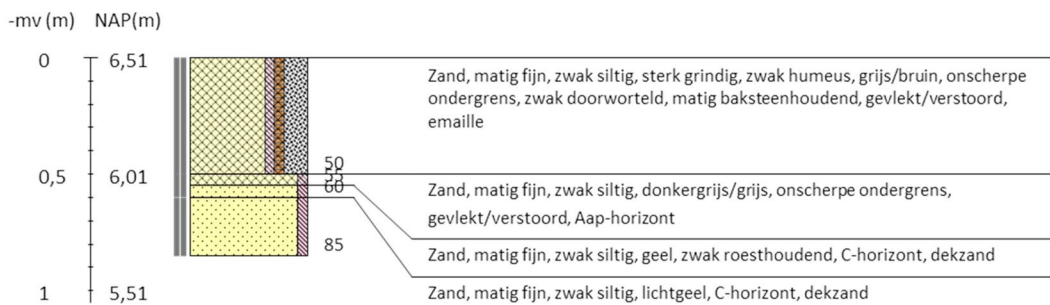 -mv (m) NAP(m)
0 6,51
Zand, matig fijn, zwak siltig, sterk grindig, zwak humeus, grijs/bruin, onscherpe
ondergrens, zwak doorworteld, matig baksteenhoudend, gevlekt/verstoord,
emaille
50
0,5 6,01
55
60
Zand, matig fijn, zwak siltig, donkergrijs/grijs, onscherpe ondergrens,
gevlekt/verstoord, Aap-horizont
85
Zand, matig fijn, zwak siltig, geel, zwak roesthoudend, C-horizont, dekzand
1 5,51
Zand, matig fijn, zwak siltig, lichtgeel, C-horizont, dekzand